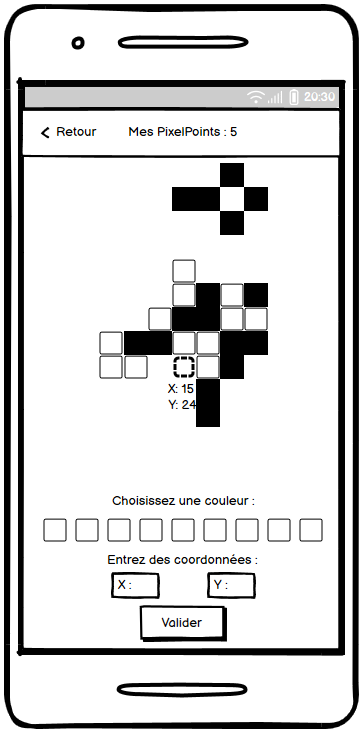 20:30
Retour
Mes PixelPoints : 5
X: 15
Y: 24
Choisissez une couleur :
Entrez des coordonnées :
X :
Y :
Valider